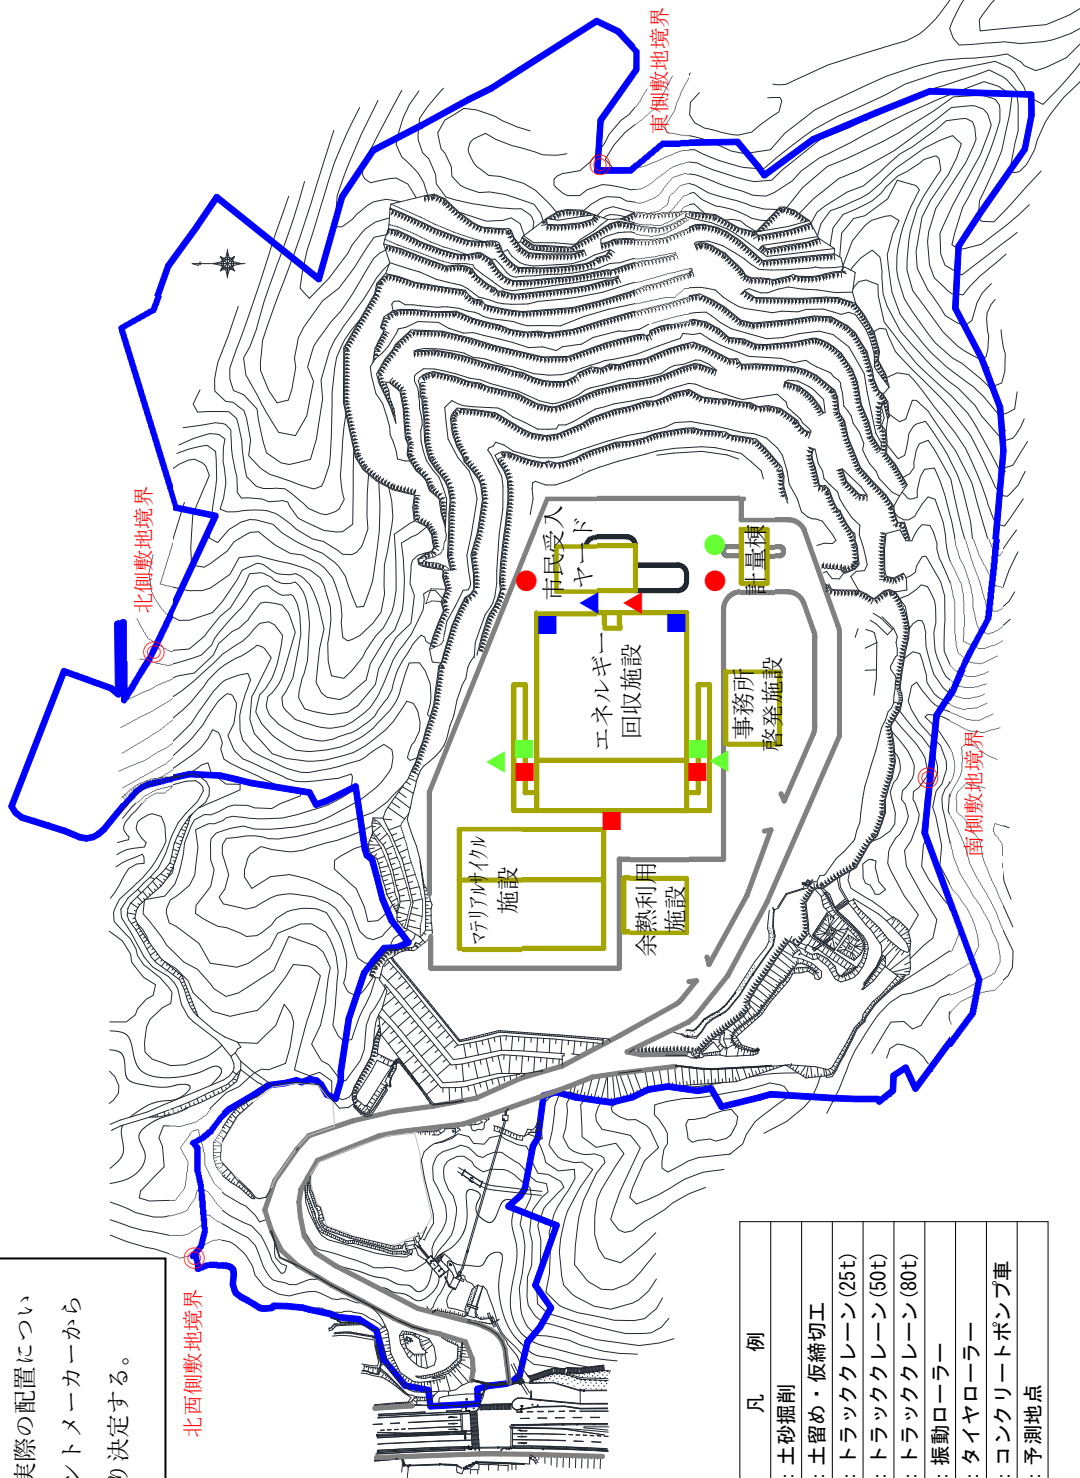 実際の配置につい
ントメーカーから
り決定する。
北西側敷地境界
北側敷地境界
東側敷地境界
南側敷地境界
市民受入
ヤード
計量棟
エネルギー
回収施設
事務所
啓発施設
マテリアルサイクル
施設
余熱利用
施設
凡 例
：土砂掘削
：土留め・仮締切工
：トラッククレーン(25t)
：トラッククレーン(50t)
：トラッククレーン(80t)
：振動ローラー
：タイヤローラー
：コンクリートポンプ車
：予測地点